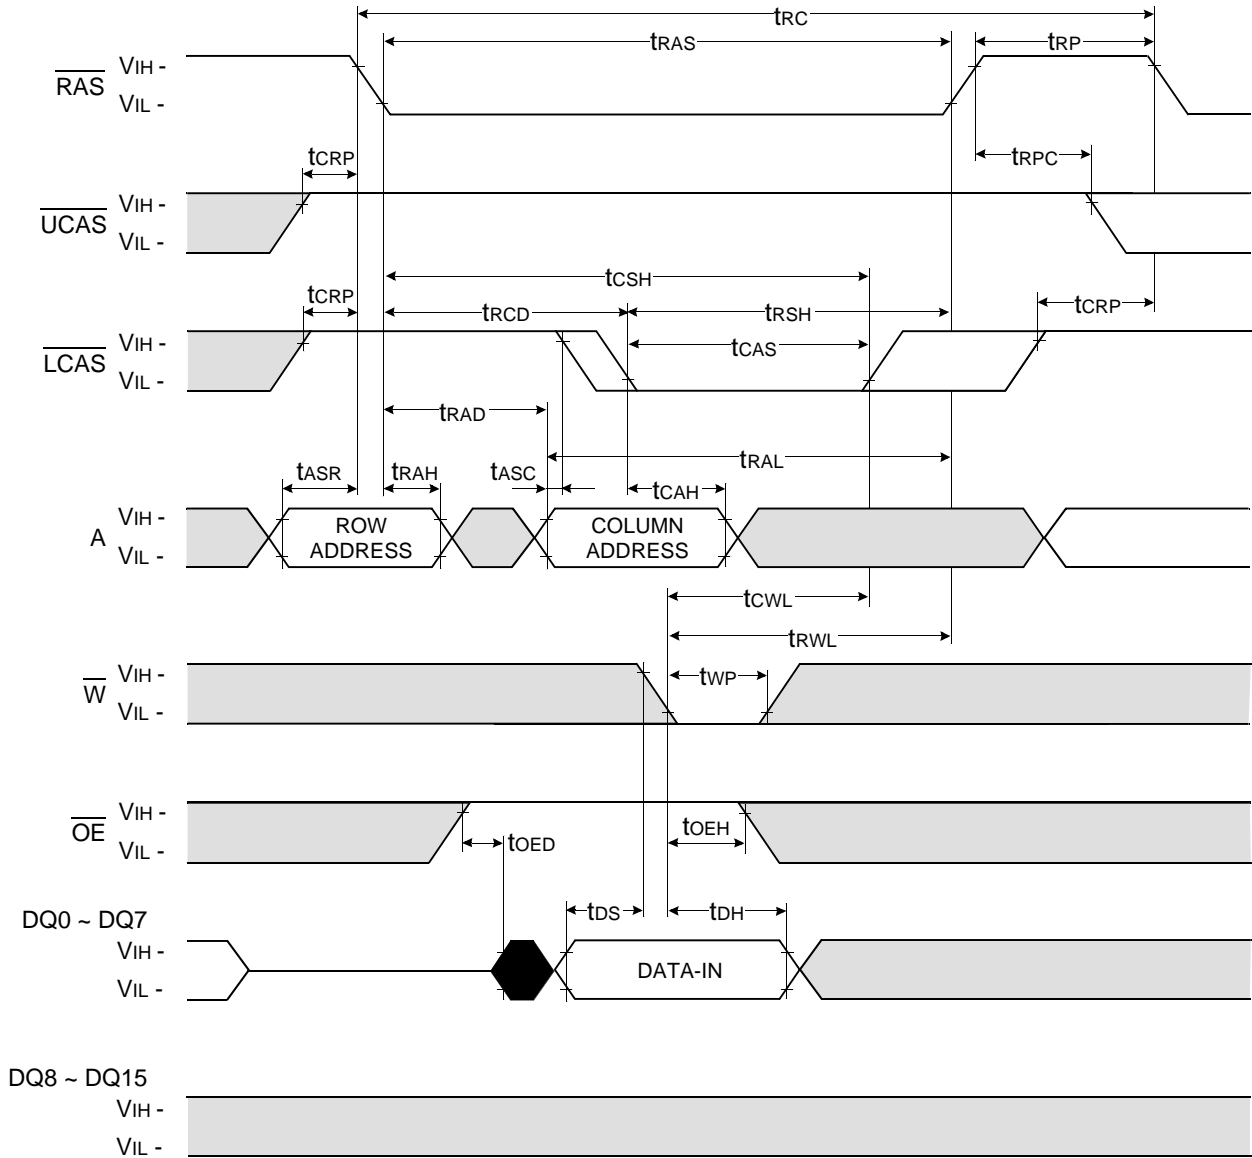 tRC
tRAS
tRP
RAS
VIH -
VIL -
tCRP
tRPC
UCAS
VIH -
VIL -
tCSH
tCRP
tRCD
tRSH
tCRP
LCAS
VIH -
VIL -
tCAS
tRAD
tRAL
tASR
tRAH
tASC
tCAH
A
VIH -
VIL -
ROW
ADDRESS
COLUMN
ADDRESS
tCWL
tRWL
W
VIH -
VIL -
tWP
OE
VIH -
VIL -
tOED
tOEH
tDS
tDH
DQ0 ~ DQ7
VIH -
VIL -
DATA-IN
DQ8 ~ DQ15
VIH -
VIL -